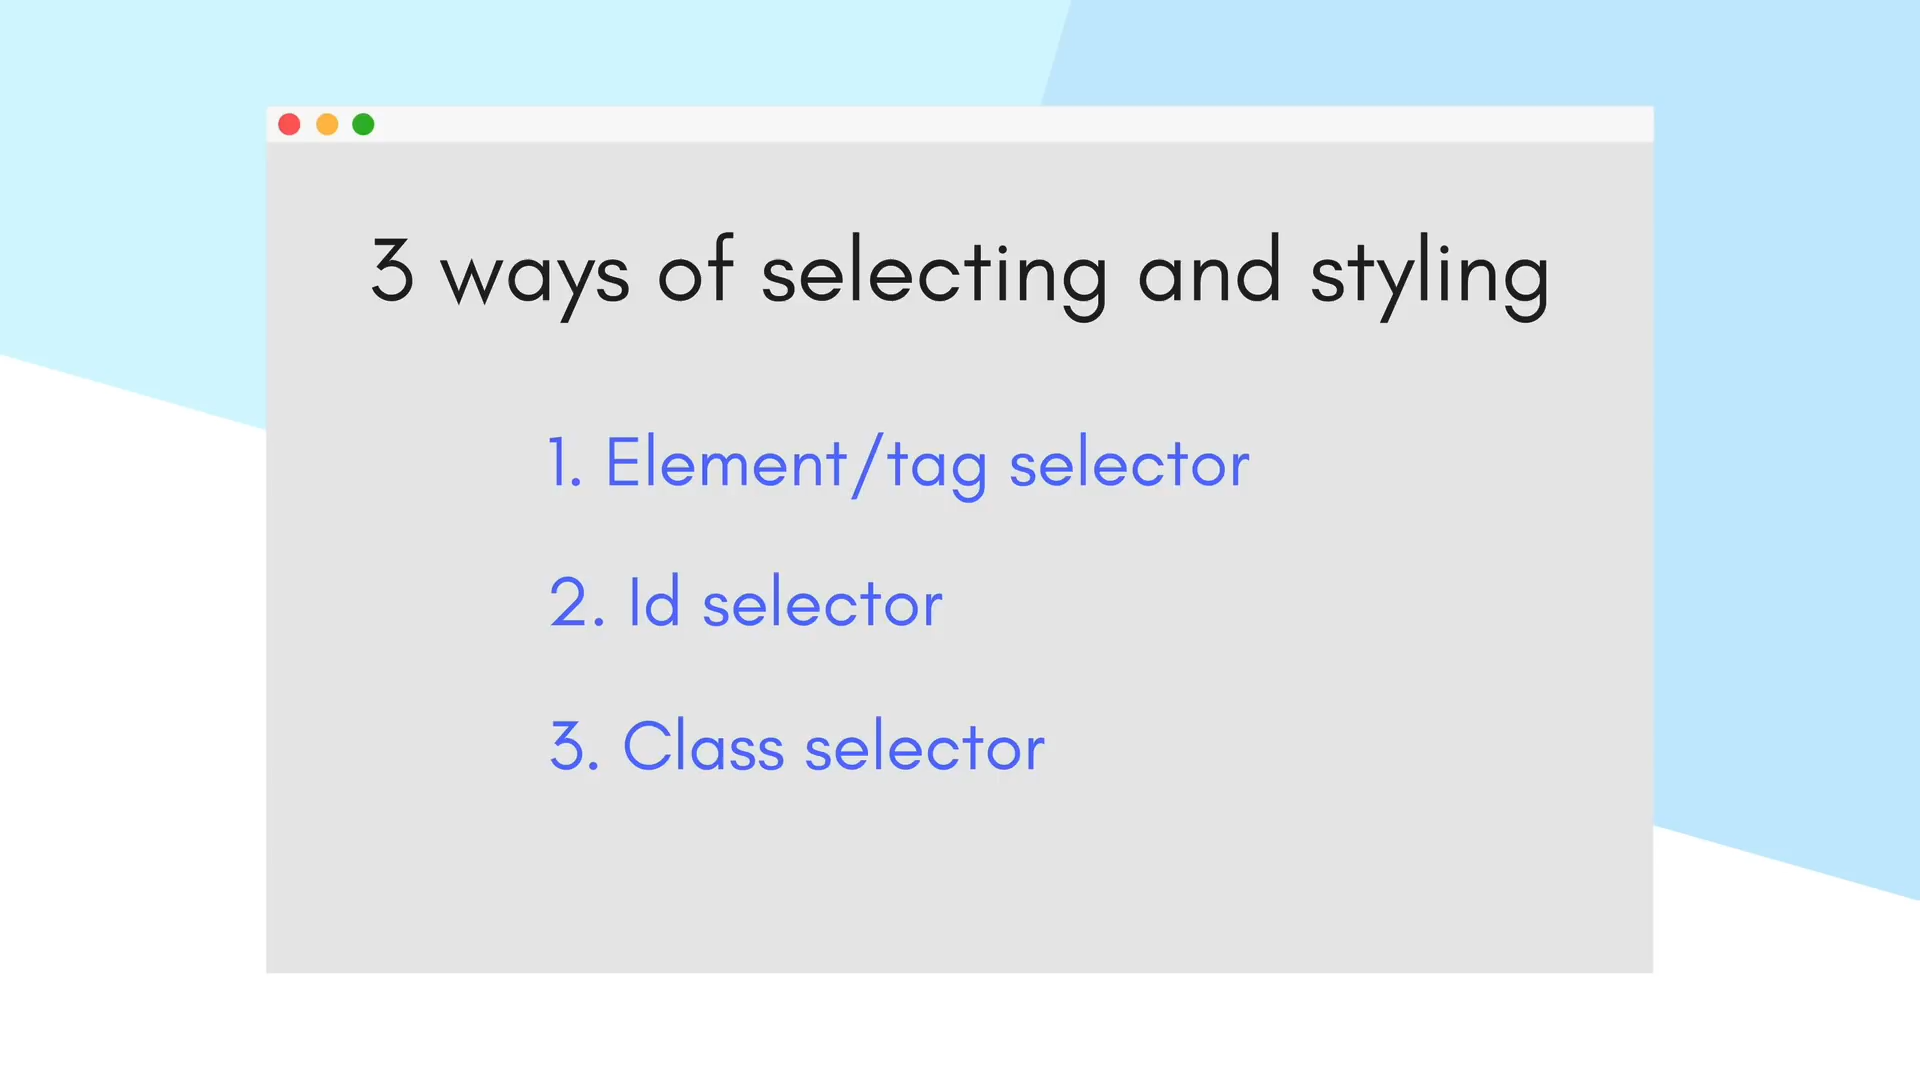 3 ways of selecting and styling
1. Element/tag selector
2. Id selector
3. Class selector